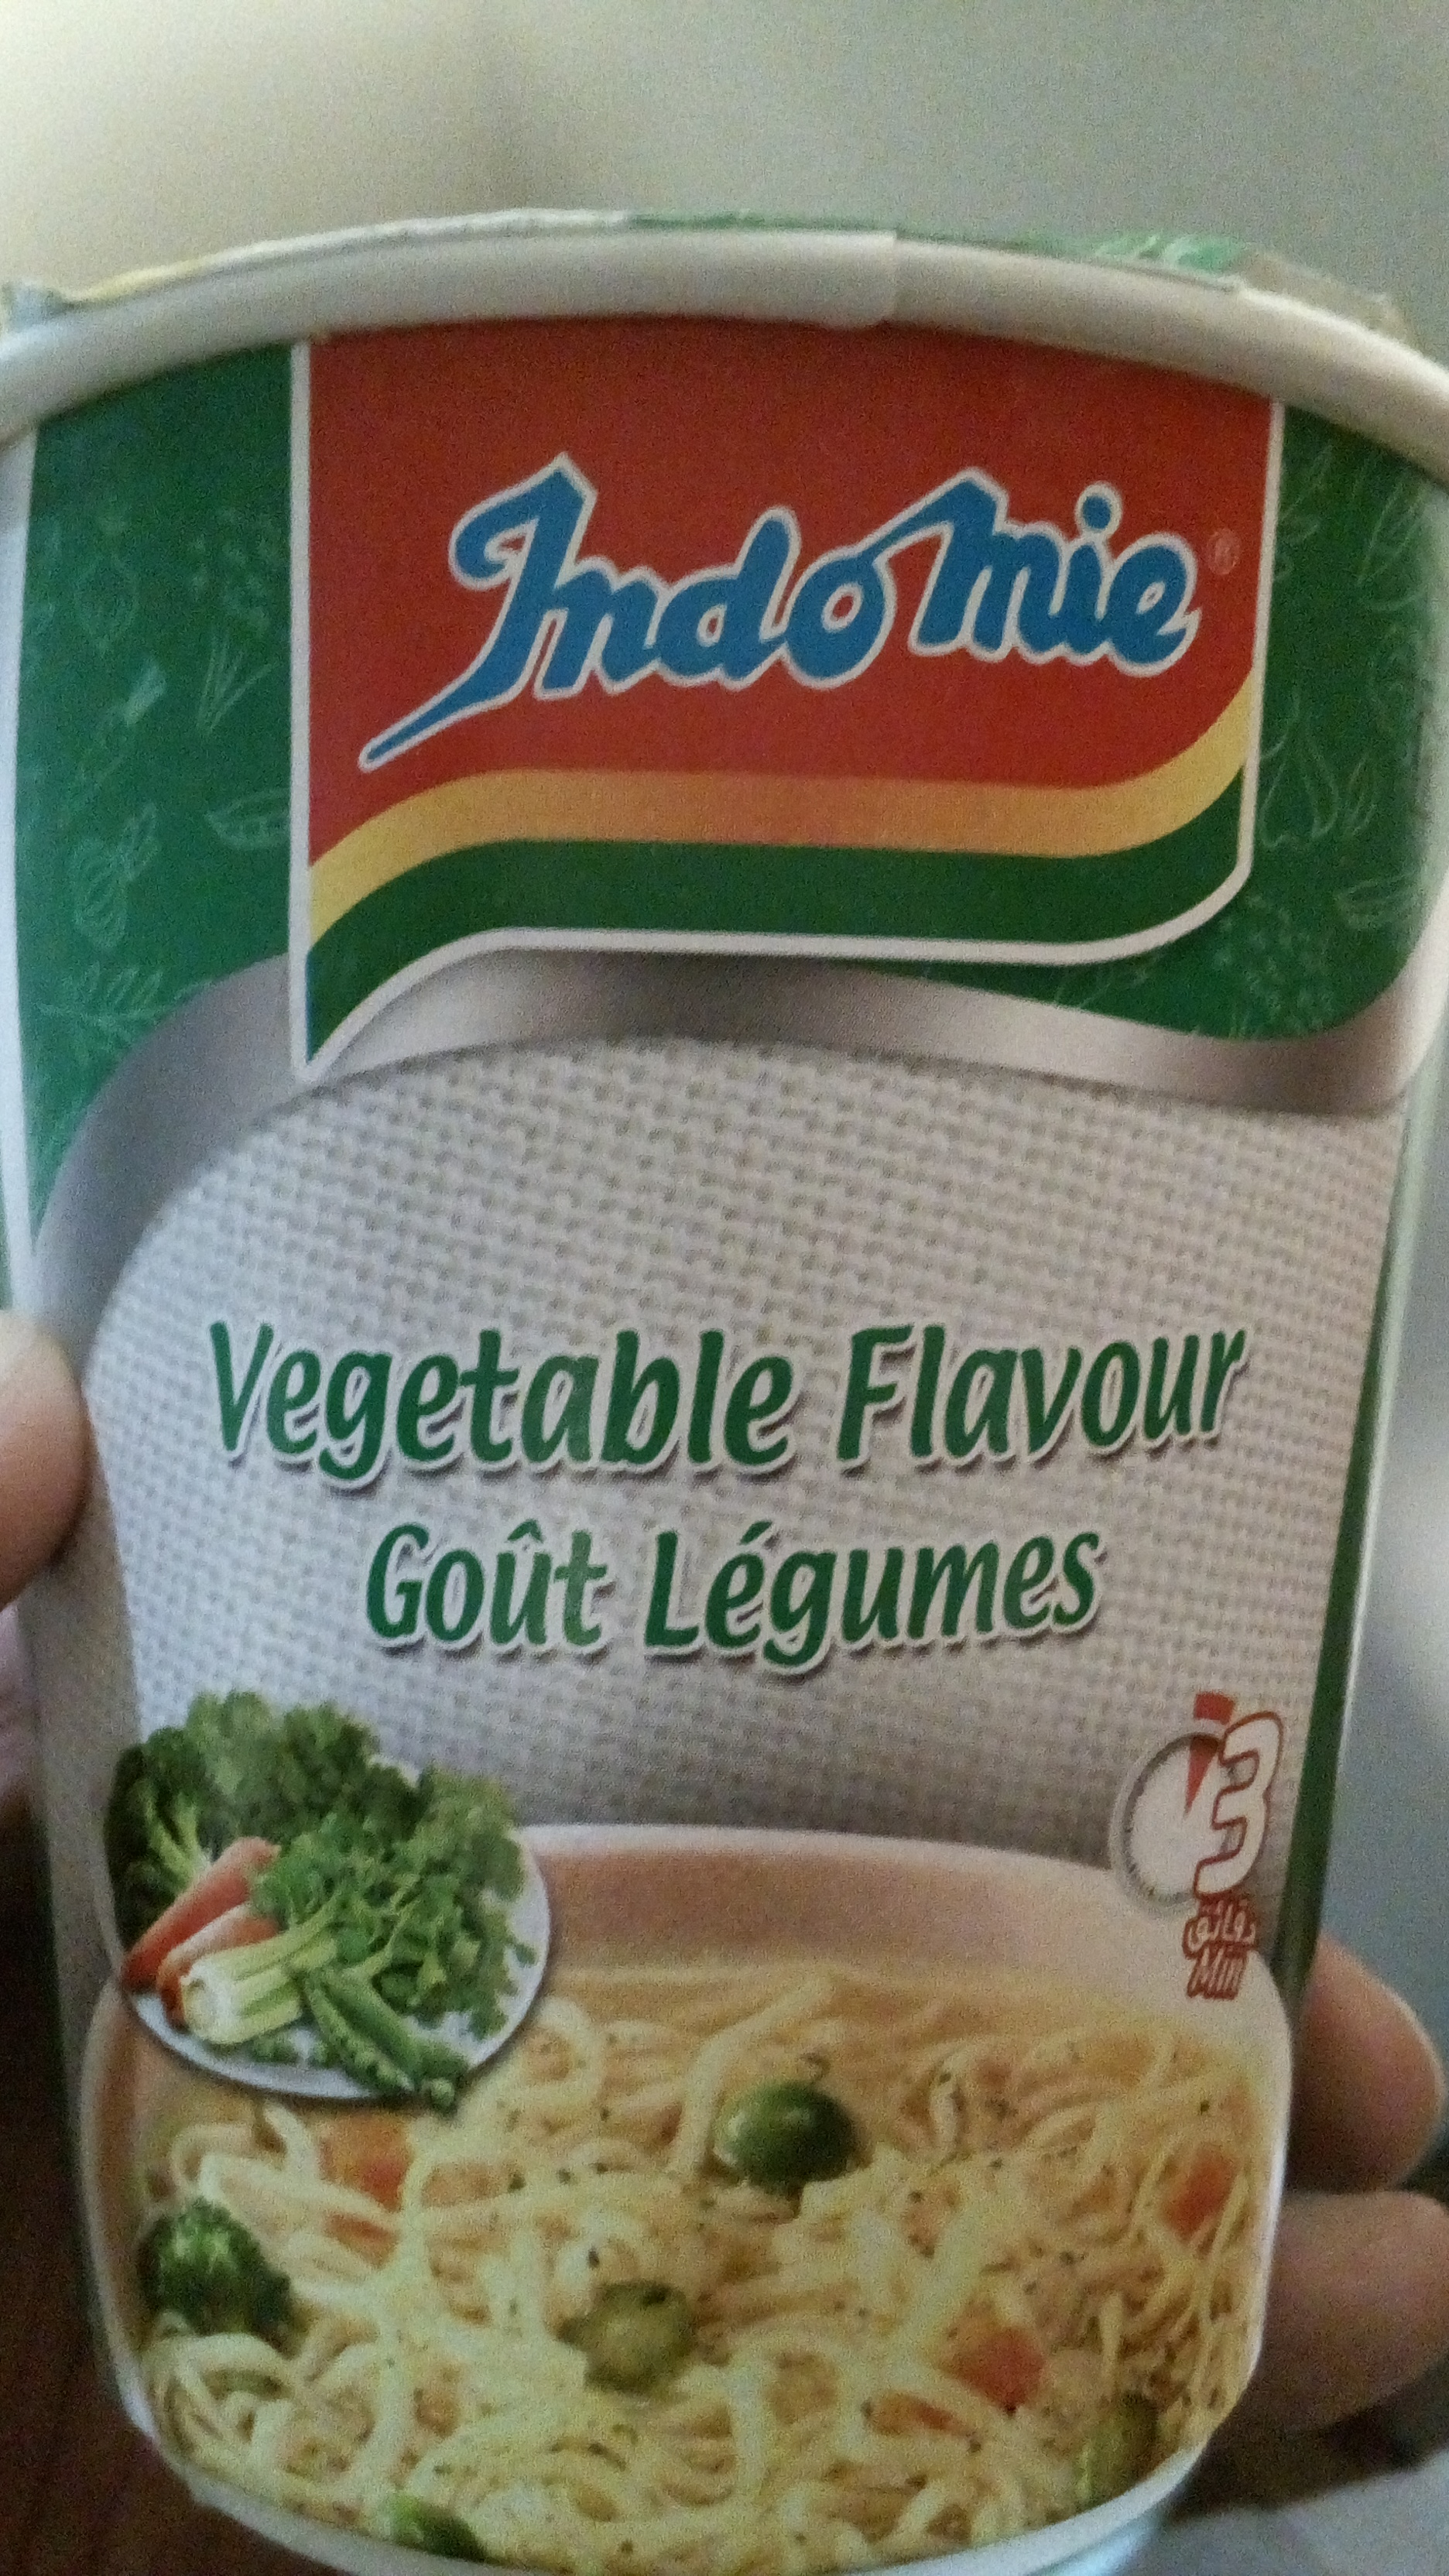 Indomie ®
Vegetable Flavour
Goût Légumes
3
دقائق
Min